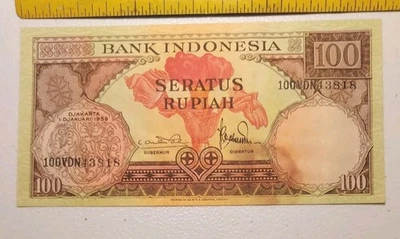 BANK INDONESIA
100
SERATUS
RUPIAH
100VDN43818
DJAKARTA
1 DJANUARI 1959
100VDN43818
GUBERNUR
DIREKTUR
100
100